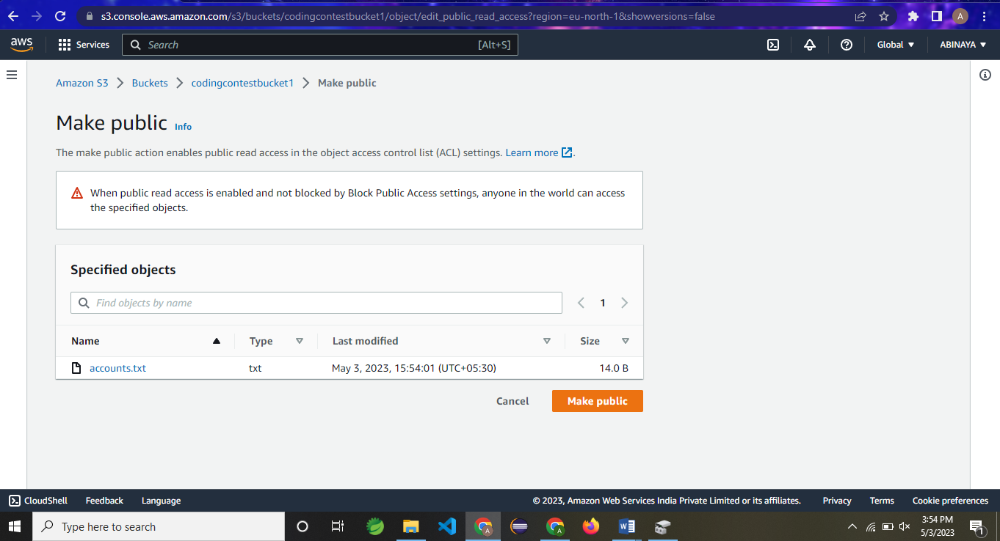 s3.console.aws.amazon.com/s3/buckets/codingcontestbucket1/object/edit_public_read_access?region=eu-north-1&showversions=false
A
aws
Services
Search
[Alt+S]
Global
ABINAYA
Amazon S3
Buckets
codingcontestbucket1
Make public
Make public Info
The make public action enables public read access in the object access control list (ACL) settings. Learn more.
When public read access is enabled and not blocked by Block Public Access settings, anyone in the world can access
the specified objects.
Specified objects
Find objects by name
1
Name Type Last modified Size
accounts.txt txt May 3, 2023, 15:54:01 (UTC+05:30) 14.0 B
Cancel Make public
CloudShell Feedback Language © 2023, Amazon Web Services India Private Limited or its affiliates. Privacy Terms Cookie preferences
Type here to search
3:54 PM
5/3/2023
1